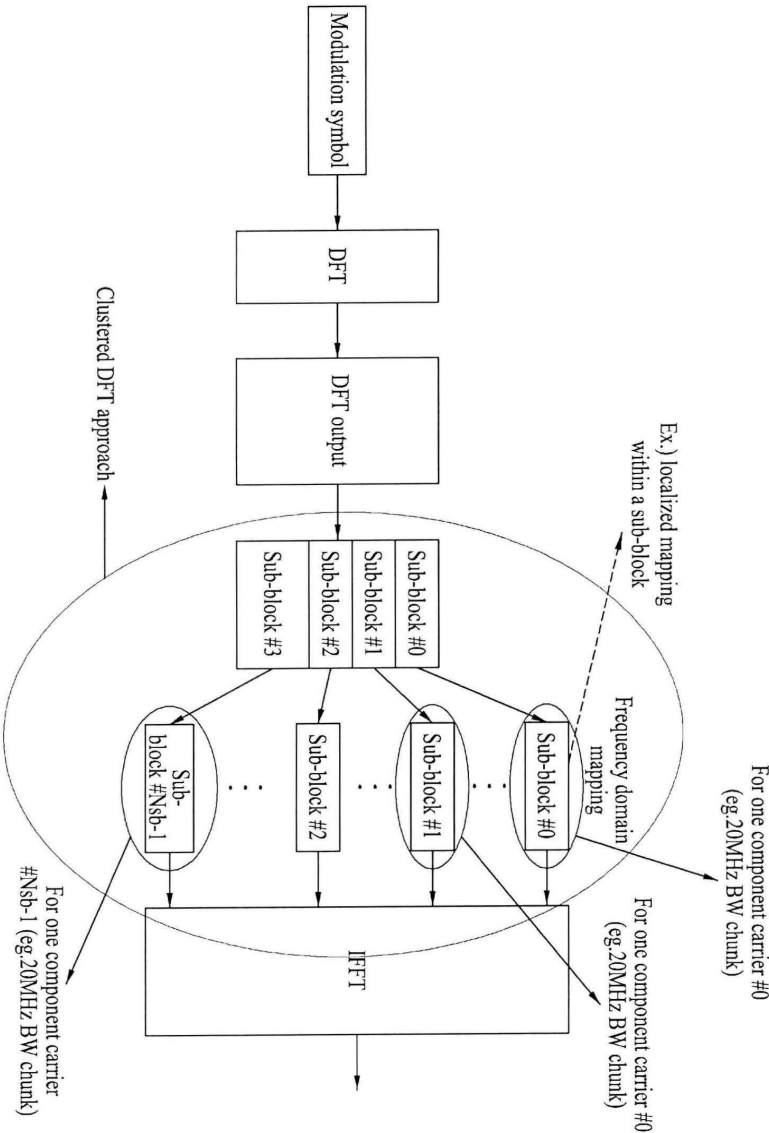 Modulation symbol
DFT
DFT output
Clustered DFT approach
Ex.) localized mapping
within a sub-block
Sub-block #0
Sub-block #1
Sub-block #2
Sub-block #3
Frequency domain
mapping
Sub-block #0
Sub-block #1
Sub-block #2
Sub-
block #Nsb-1
For one component carrier #0
(eg.20MHz BW chunk)
For one component carrier #0
(eg.20MHz BW chunk)
For one component carrier
#Nsb-1 (eg.20MHz BW chunk)
IFFT